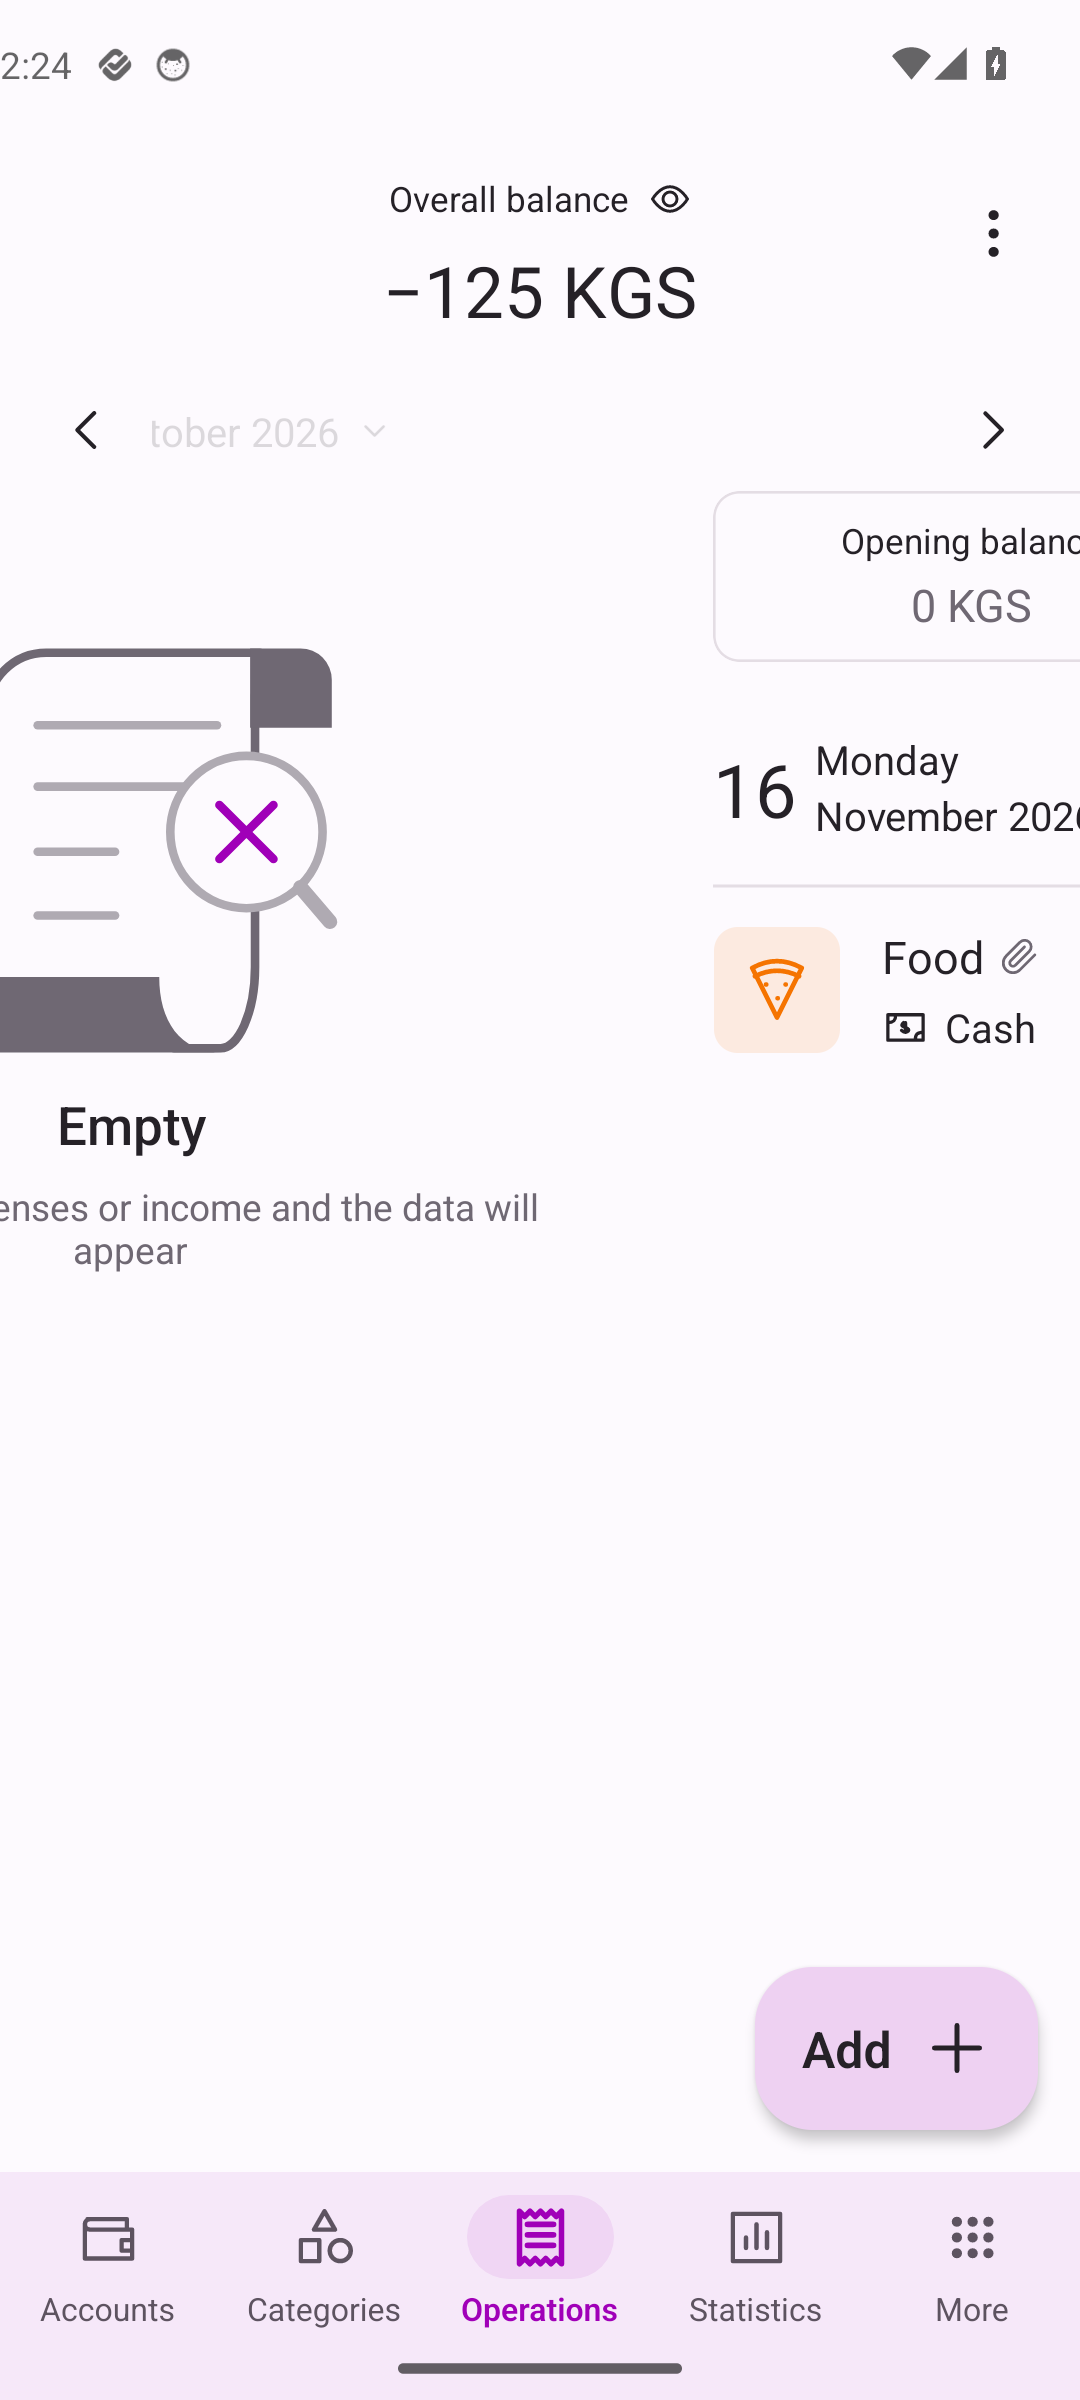 2:24
Overall balance
−125 KGS
tober 2026
Opening balanc
0 KGS
16
Monday
November 2026
Food
Cash
Empty
enses or income and the data will
appear
Add
Accounts
Categories
Operations
Statistics
More